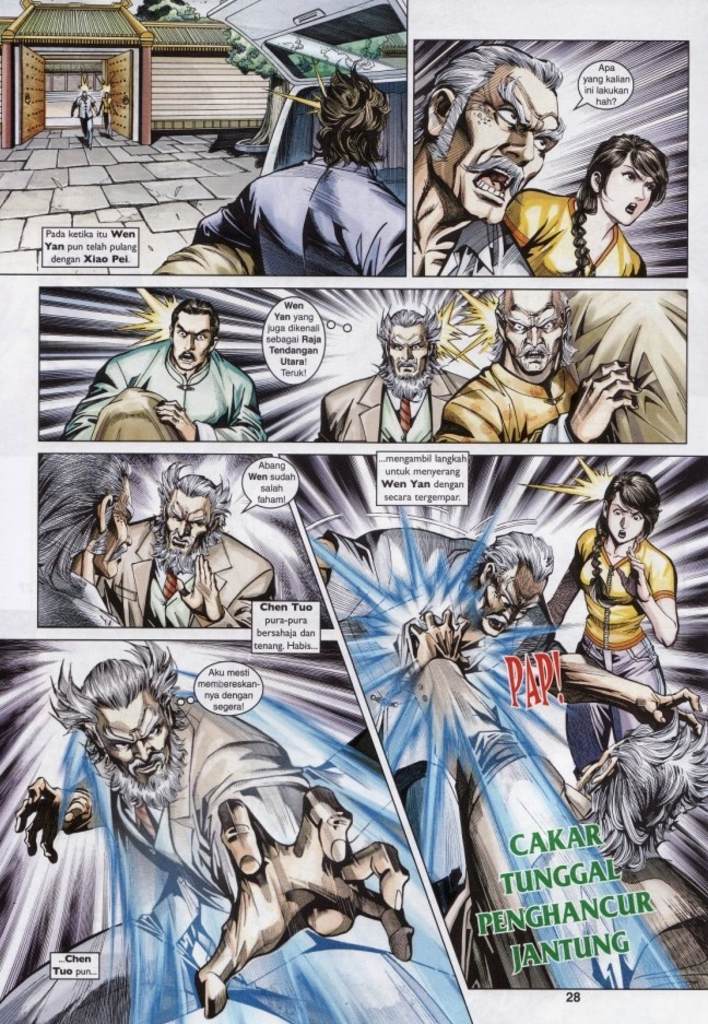 Pada ketika itu Wen
Yan pun telah pulang
dengan Xiao Pei.
Apa
yang kalian
ini lakukan
hah?
Wen
Yan yang
juga dikenali
sebagai Raja
Tendangan
Utara!
Teruk!
Abang
Wen sudah
salah
faham!
Chen Tuo
pura-pura
bersahaja dan
tenang. Habis...
...mengambil langkah
untuk menyerang
Wen Yan dengan
secara tergempar.
PAP!
Aku mesti
membereskan-
nya dengan
segera!
...Chen
Tuo pun...
CAKAR
TUNGGAL
PENGHANCUR
JANTUNG
28